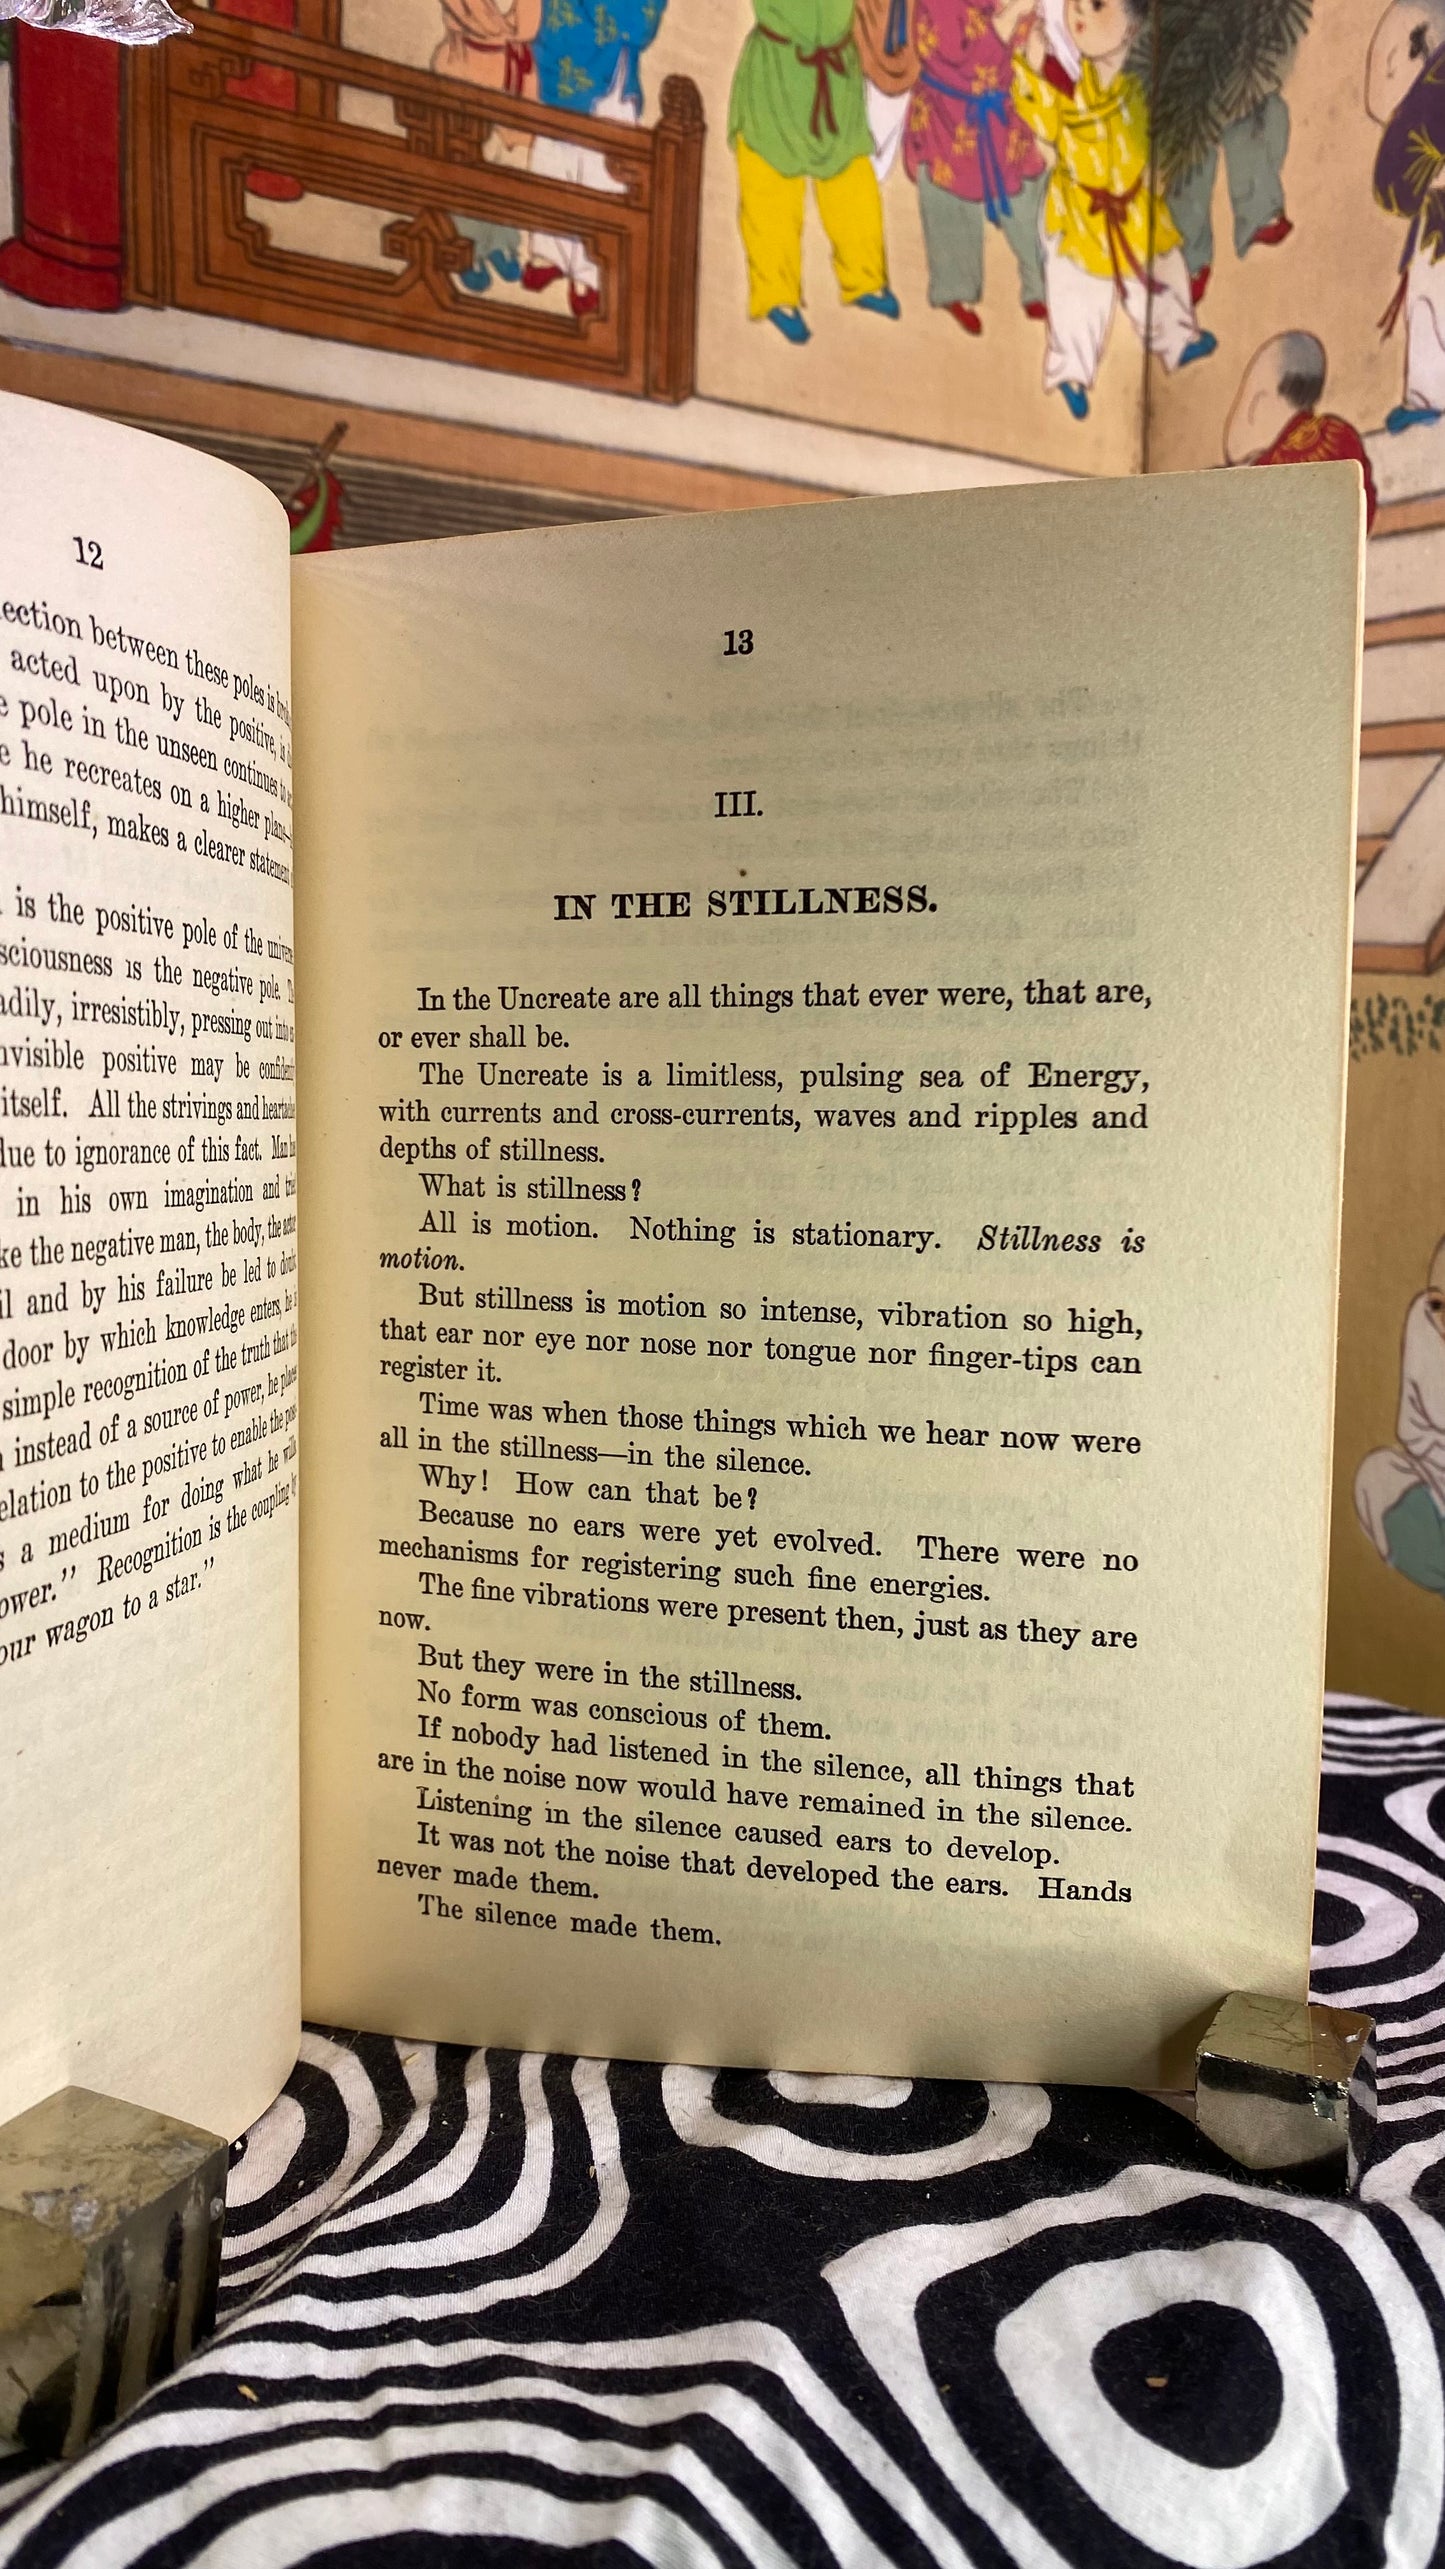 12
between these poles is
acted upon by the positive,
pole in the unseen continues to
he recreates on a higher plane—
himself, makes a clearer statement
is the positive pole of the
is the negative pole.
irresistibly, pressing out into
positive may be
itself. All the strivings and
to ignorance of this fact. Man
in his own imagination and
the negative man, the body, the
and by his failure be led to
door by which knowledge enters, he
simple recognition of the truth that
instead of a source of power, he
to the positive to enable the
a medium for doing what he wills
Recognition is the coupling
wagon to a star."
13
III.
IN THE STILLNESS.
In the Uncreate are all things that ever were, that are,
or ever shall be.
The Uncreate is a limitless, pulsing sea of Energy,
with currents and cross-currents, waves and ripples and
depths of stillness.
What is stillness?
All is motion. Nothing is stationary. Stillness is
motion.
But stillness is motion so intense, vibration so high,
that ear nor eye nor nose nor tongue nor finger-tips can
register it.
Time was when those things which we hear now were
all in the stillness—in the silence.
Why! How can that be?
Because no ears were yet evolved. There were no
mechanisms for registering such fine energies.
The fine vibrations were present then, just as they are
now.
But they were in the stillness.
No form was conscious of them.
If nobody had listened in the silence, all things that
are in the noise now would have remained in the silence.
Listening in the silence caused ears to develop.
It was not the noise that developed the ears. Hands
never made them.
The silence made them.